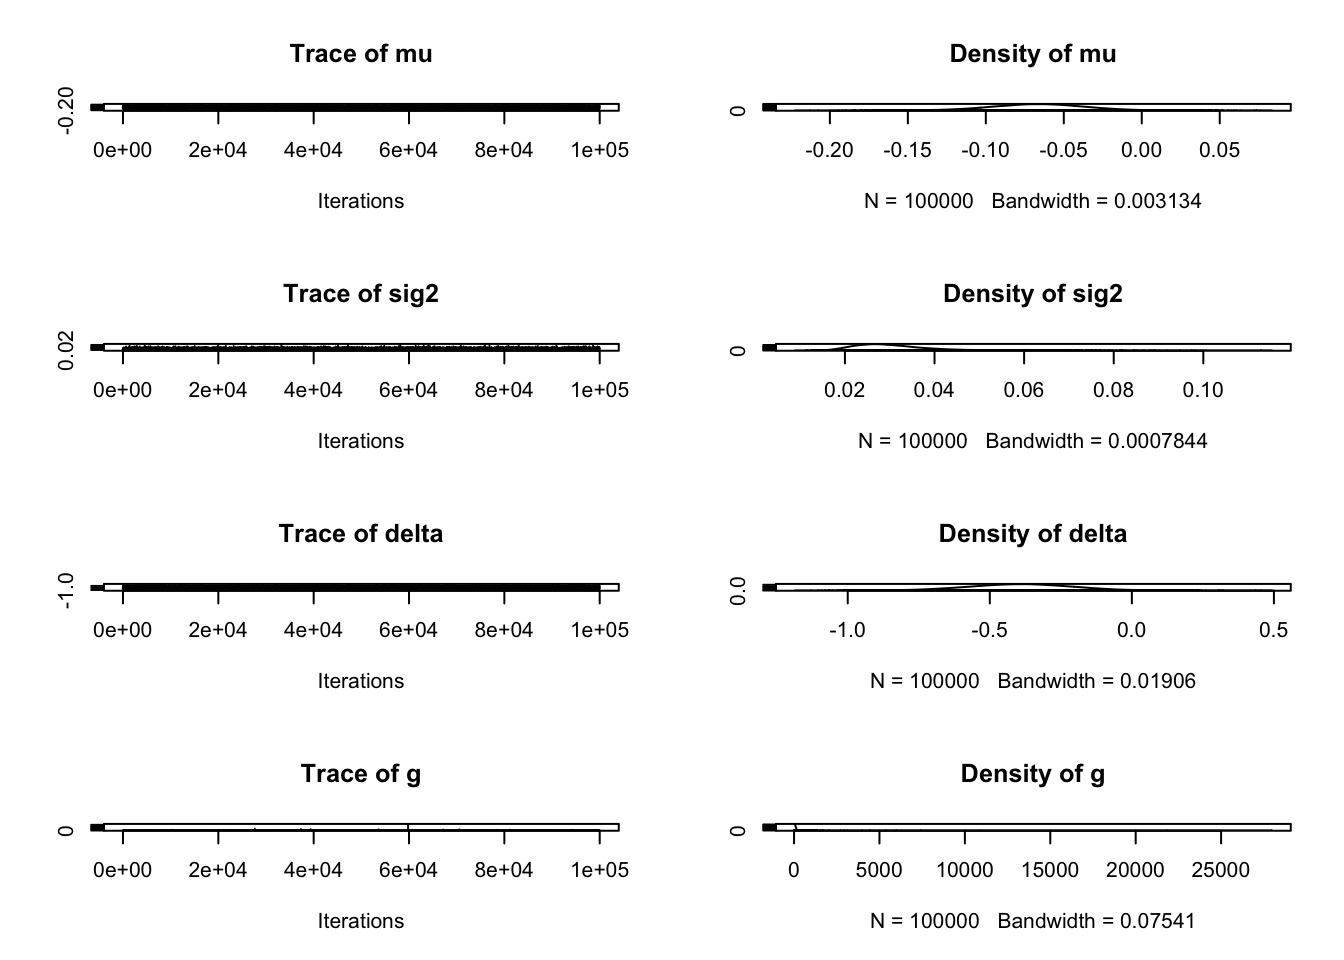 Trace of mu
-0.20
0e+00 2e+04 4e+04 6e+04 8e+04 1e+05
Iterations
Density of mu
0
-0.20 -0.15 -0.10 -0.05 0.00 0.05
N = 100000 Bandwidth = 0.003134
Trace of sig2
0.02
0e+00 2e+04 4e+04 6e+04 8e+04 1e+05
Iterations
Density of sig2
0
0.02 0.04 0.06 0.08 0.10
N = 100000 Bandwidth = 0.0007844
Trace of delta
-1.0
0e+00 2e+04 4e+04 6e+04 8e+04 1e+05
Iterations
Density of delta
0.0
-1.0 -0.5 0.0 0.5
N = 100000 Bandwidth = 0.01906
Trace of g
0
0e+00 2e+04 4e+04 6e+04 8e+04 1e+05
Iterations
Density of g
0
0 5000 10000 15000 20000 25000
N = 100000 Bandwidth = 0.07541